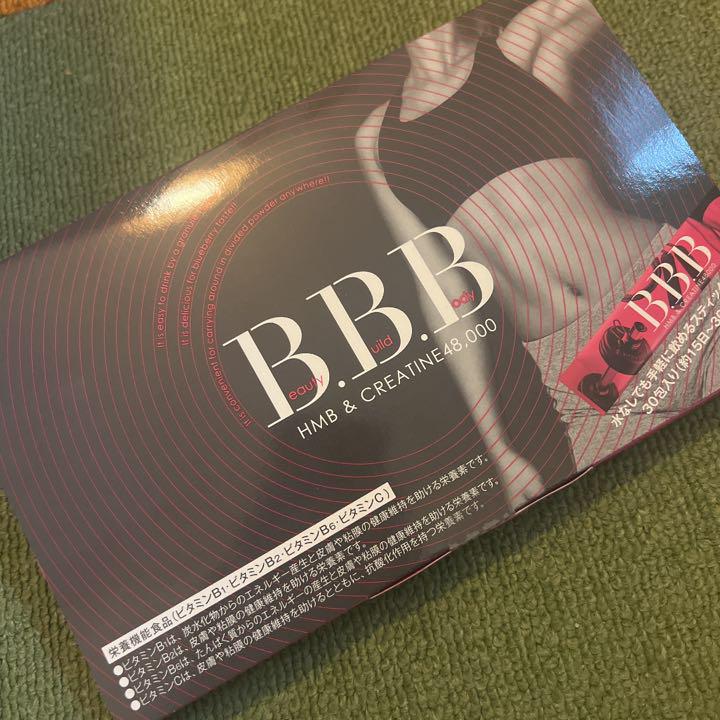 It is easy to drink by a granule
It is delicious for blueberry taste!!
It is convenient for carrying around in divided powder anywhere!!
B.B.B
eauty uild ody
HMB & CREATINE48,000
BBB
水なしでも手軽に飲めるスティ
30包入り(約15日〜
栄養機能食品(ビタミンB1・ビタミンB2・ビタミンB6・ビタミンC)
●ビタミンB1は、炭水化物からのエネルギー産生と皮膚や粘膜の健康維持を助ける栄養素です。
●ビタミンB2は、皮膚や粘膜の健康維持を助ける栄養素です。
●ビタミンB6は、たんぱく質からのエネルギーの産生と皮膚や粘膜の健康維持を助ける栄養素です。
●ビタミンCは、皮膚や粘膜の健康維持を助けるとともに、抗酸化作用を持つ栄養素です。